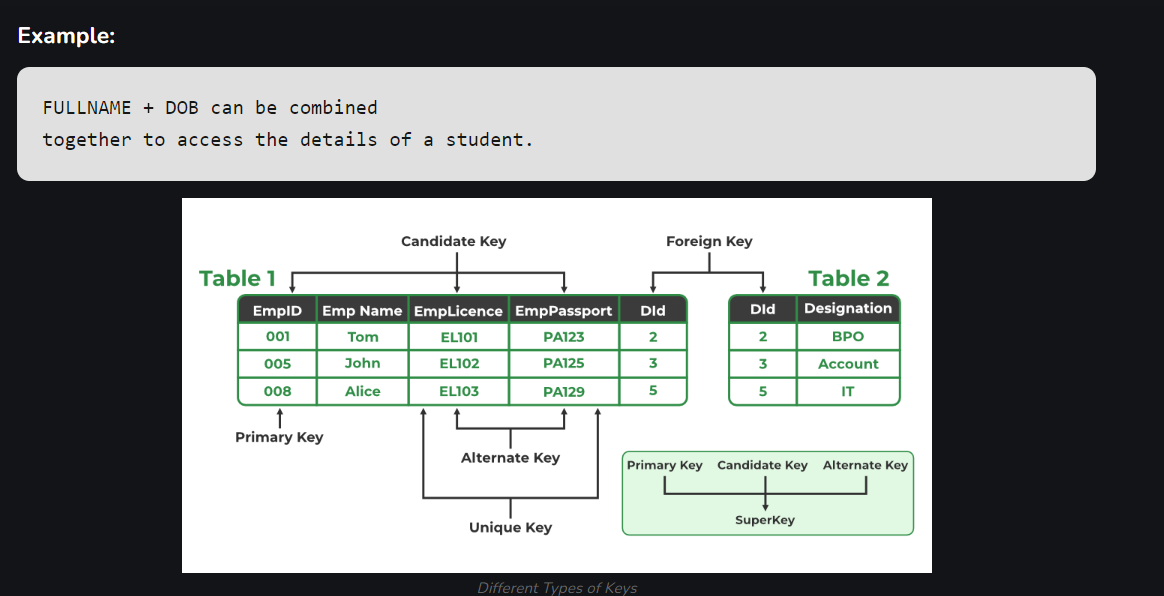 Example:
FULLNAME + DOB can be combined
together to access the details of a student.
Candidate Key
Foreign Key
Table 1
Table 2
EmpID Emp Name EmpLicence EmpPassport DId
001 Tom EL101 PA123 2
005 John EL102 PA125 3
008 Alice EL103 PA129 5
DId Designation
2 BPO
3 Account
5 IT
Primary Key
Alternate Key
Unique Key
Primary Key Candidate Key Alternate Key
SuperKey
Different Types of Keys